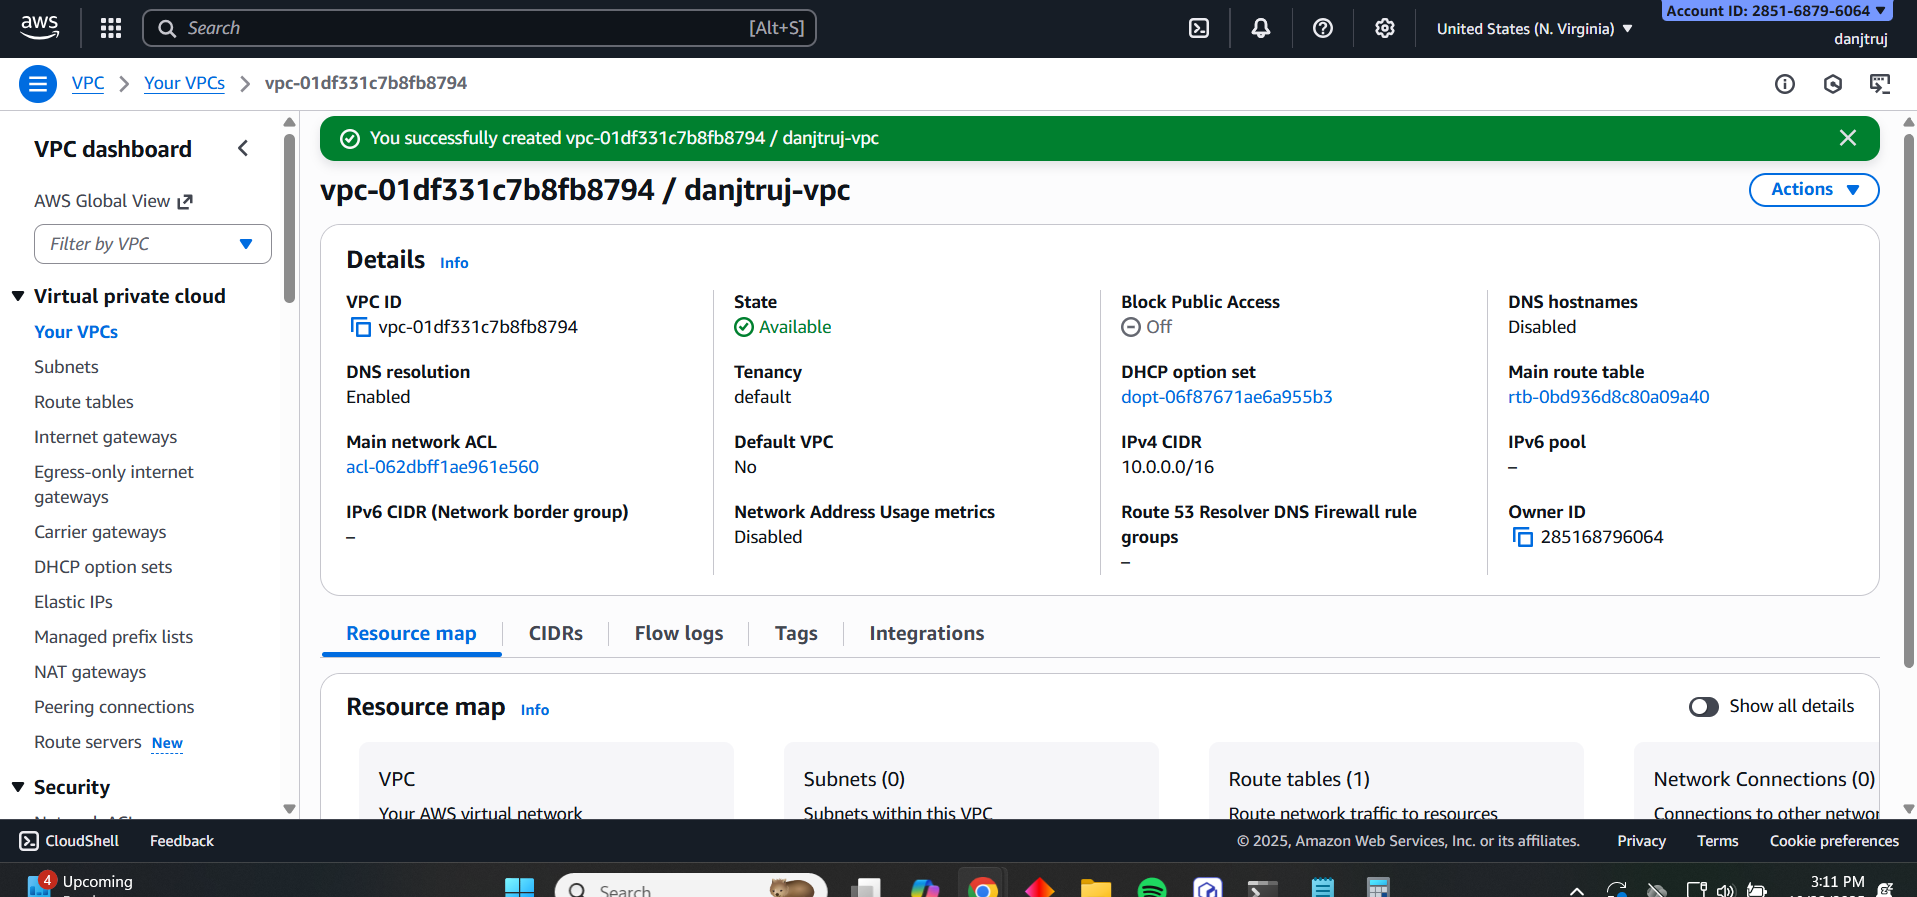 aws
Search
[Alt+S]
United States (N. Virginia)
Account ID: 2851-6879-6064
danjtruj
VPC
Your VPCs
vpc-01df331c7b8fb8794
VPC dashboard
AWS Global View
Filter by VPC
Virtual private cloud
Your VPCs
Subnets
Route tables
Internet gateways
Egress-only internet
gateways
Carrier gateways
DHCP option sets
Elastic IPs
Managed prefix lists
NAT gateways
Peering connections
Route servers New
Security
You successfully created vpc-01df331c7b8fb8794 / danjtruj-vpc
vpc-01df331c7b8fb8794 / danjtruj-vpc
Actions
Details Info
VPC ID
vpc-01df331c7b8fb8794
State
Available
Block Public Access
Off
DNS hostnames
Disabled
DNS resolution
Enabled
Tenancy
default
DHCP option set
dopt-06f87671ae6a955b3
Main route table
rtb-0bd936d8c80a09a40
Main network ACL
acl-062dbff1ae961e560
Default VPC
No
IPv4 CIDR
10.0.0.0/16
IPv6 pool
–
IPv6 CIDR (Network border group)
–
Network Address Usage metrics
Disabled
Route 53 Resolver DNS Firewall rule
groups
–
Owner ID
285168796064
Resource map
CIDRs
Flow logs
Tags
Integrations
Resource map Info
Show all details
VPC
Your AWS virtual network
Subnets (0)
Subnets within this VPC
Route tables (1)
Route network traffic to resources
Network Connections (0)
Connections to other
CloudShell
Feedback
© 2025, Amazon Web Services, Inc. or its affiliates.
Privacy
Terms
Cookie preferences
4
Upcoming
Search
3:11 PM